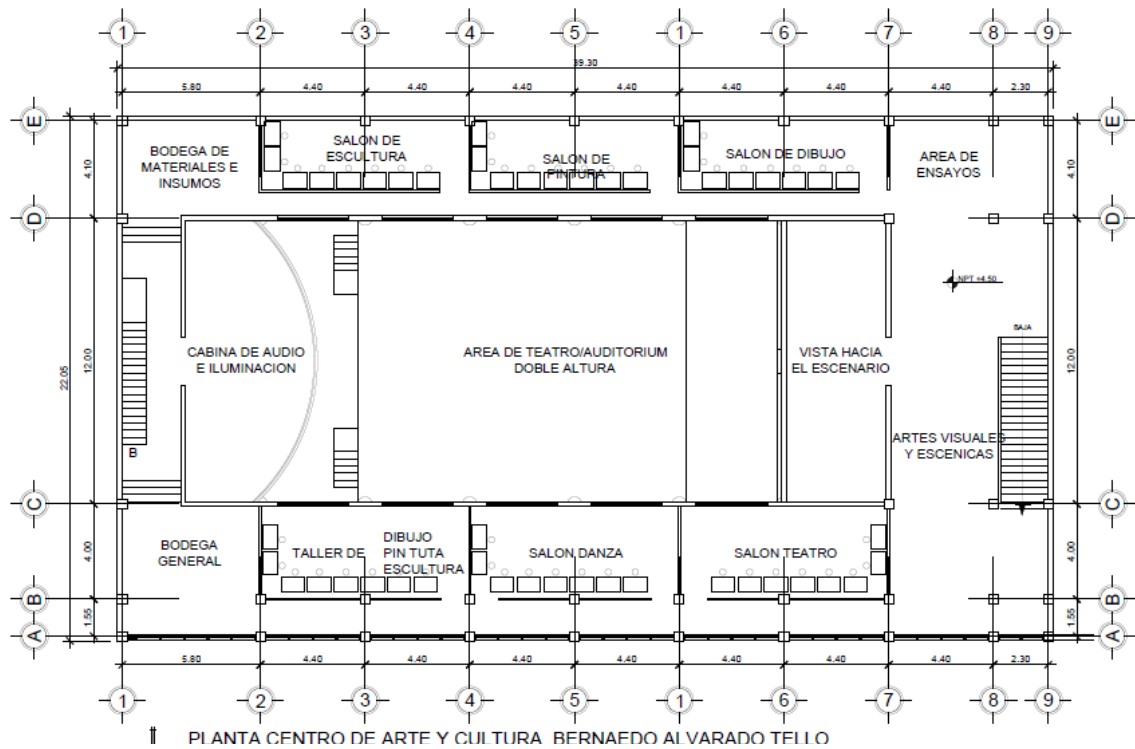 1 2 3 4 5 1 6 7 8 9
39.30
5.80 4.40 4.40 4.40 4.40 4.40 4.40 4.40 2.30
E E
BODEGA DE
MATERIALES E
INSUMOS
SALON DE
ESCULTURA
SALON DE
PINTURA
SALON DE DIBUJO
AREA DE
ENSAYOS
4.10 4.10
D D
NPT +4.50
BAJA
22.05
12.00 12.00
CABINA DE AUDIO
E ILUMINACION
AREA DE TEATRO/AUDITORIUM
DOBLE ALTURA
VISTA HACIA
EL ESCENARIO
ARTES VISUALES
Y ESCENICAS
B
C C
BODEGA
GENERAL
TALLER DE
DIBUJO
PIN TUTA
ESCULTURA
SALON DANZA
SALON TEATRO
4.00 4.00
B B
1.55 1.55
A A
5.80 4.40 4.40 4.40 4.40 4.40 4.40 4.40 2.30
1 2 3 4 5 1 6 7 8 9
PLANTA CENTRO DE ARTE Y CULTURA BERNAEDO ALVARADO TELLO